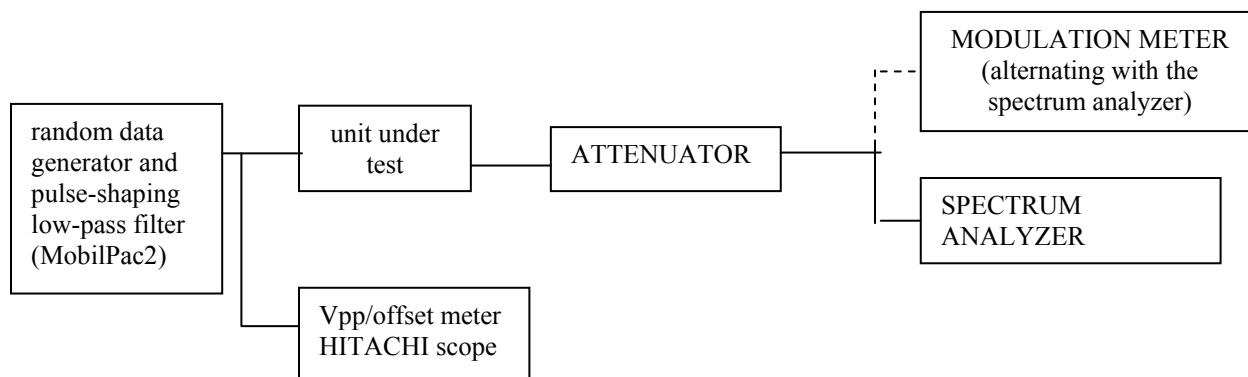 random data
generator and
pulse-shaping
low-pass filter
(MobilPac2)
unit under
test
Vpp/offset meter
HITACHI scope
ATTENUATOR
MODULATION METER
(alternating with the
spectrum analyzer)
SPECTRUM
ANALYZER